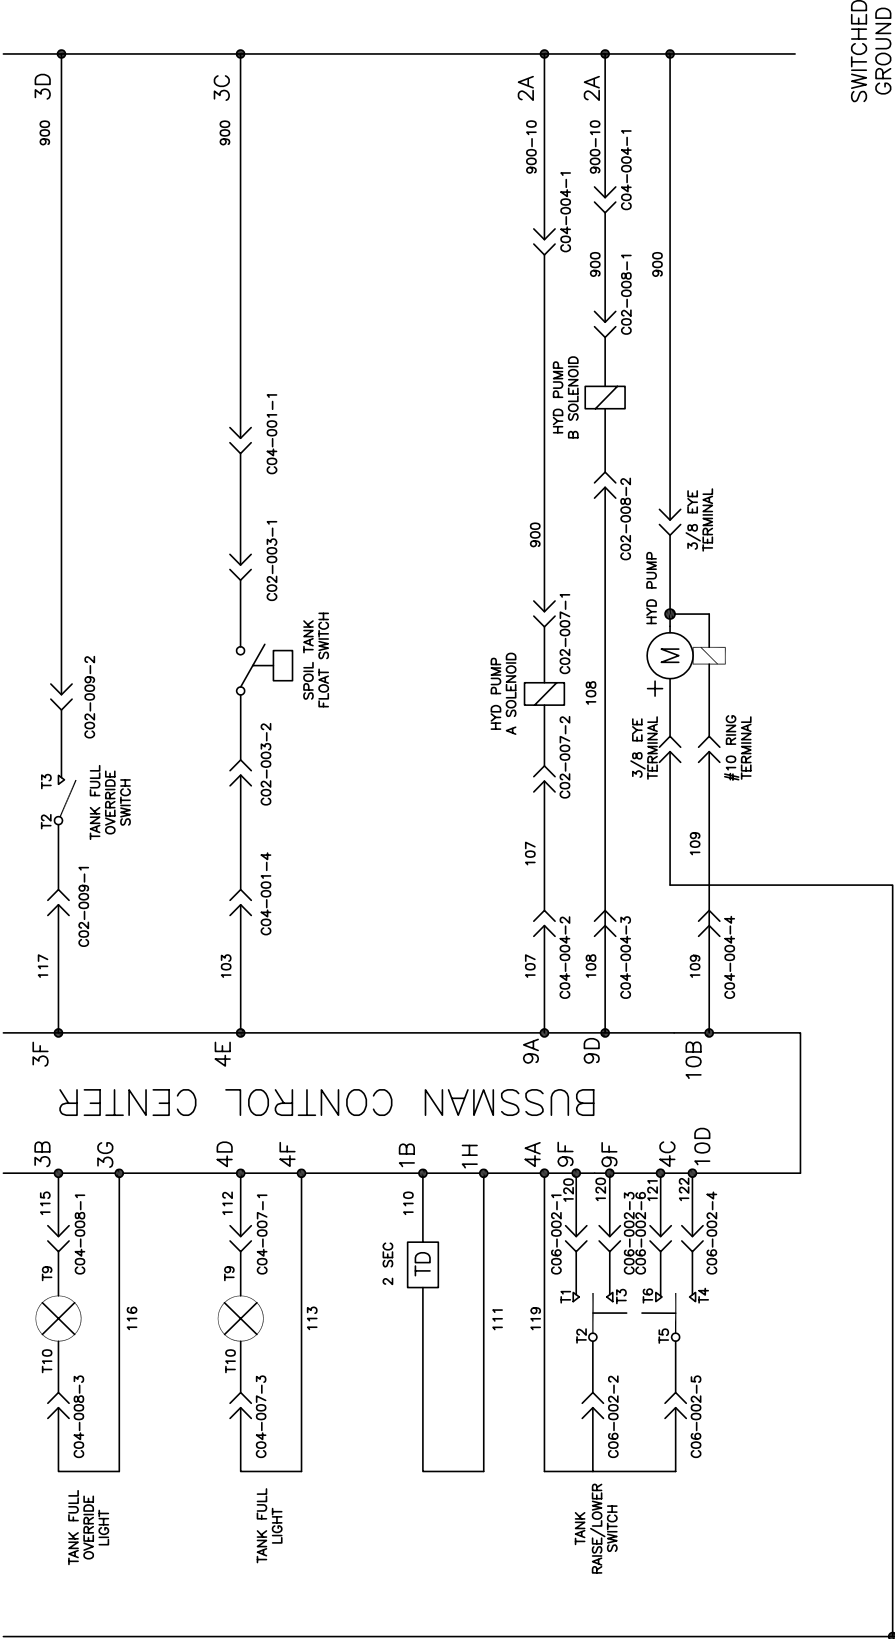 SWITCHED
GROUND
3D
900
C02-009-2
T3
T2
TANK FULL
OVERRIDE
SWITCH
C02-009-1
117
3F
3C
900
C04-001-1
C02-003-1
SPOIL TANK
FLOAT SWITCH
C02-003-2
C04-001-4
103
4E
2A
900-10
C04-004-1
900
C02-007-1
HYD PUMP
A SOLENOID
C02-007-2
107
107
C04-004-2
9A
2A
900-10
C04-004-1
900
C02-008-1
HYD PUMP
B SOLENOID
C02-008-2
108
108
C04-004-3
9D
900
3/8 EYE
TERMINAL
HYD PUMP
M
+
3/8 EYE
TERMINAL
#10 RING
TERMINAL
109
109
C04-004-4
10B
BUSSMAN CONTROL CENTER
3B
115
C04-008-1
T9
T10
C04-008-3
3G
116
TANK FULL
OVERRIDE
LIGHT
4D
112
C04-007-1
T9
T10
C04-007-3
4F
113
TANK FULL
LIGHT
1B
110
2 SEC
TD
1H
111
4A
119
9F
120
C06-002-1
T1
T2
C06-002-2
9F
120
C06-002-3
T3
4C
121
C06-002-6
T6
10D
122
C06-002-4
T4
T5
C06-002-5
TANK
RAISE/LOWER
SWITCH